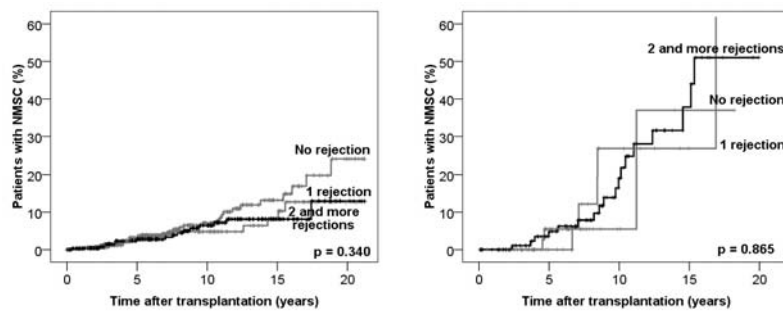 60
50
40
30
20
10
0
Patients with NMSC (%)
No rejection
1 rejection
2 and more
rejections
p = 0.340
0 5 10 15 20
Time after transplantation (years)
60
50
40
30
20
10
0
Patients with NMSC (%)
2 and more rejections
No rejection
1 rejection
p = 0.865
0 5 10 15 20
Time after transplantation (years)